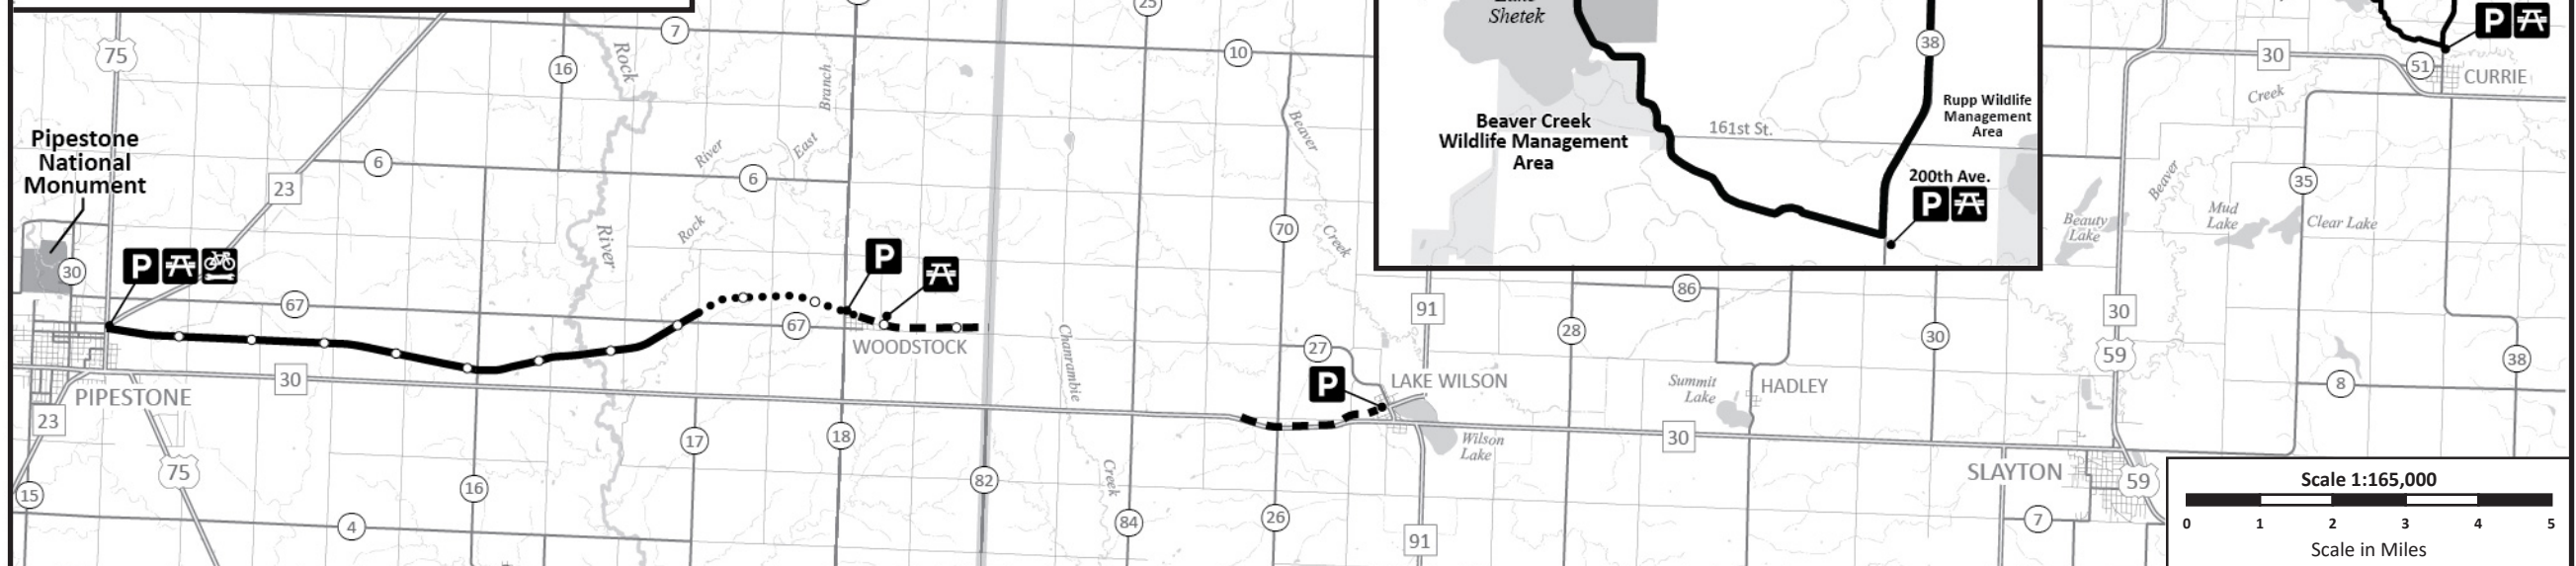 Lake
Shetek
Beaver Creek
Wildlife Management
Area
161st St.
38
Rupp Wildlife
Management
Area
200th Ave.
P
75
7
16
Rock
River
Branch
East
River
Rock
25
10
Beaver
Creek
Pipestone
National
Monument
6
6
23
30
P
67
67
P
WOODSTOCK
PIPESTONE
30
23
75
15
16
4
17
18
82
Chanrambie
Creek
84
70
26
27
P
LAKE WILSON
Wilson
Lake
91
91
86
28
Summit
Lake
HADLEY
30
30
P
30
51
CURRIE
Creek
Beaver
35
Beauty
Lake
Mud
Lake
Clear Lake
30
59
8
38
SLAYTON
59
7
Scale 1:165,000
0 1 2 3 4 5
Scale in Miles